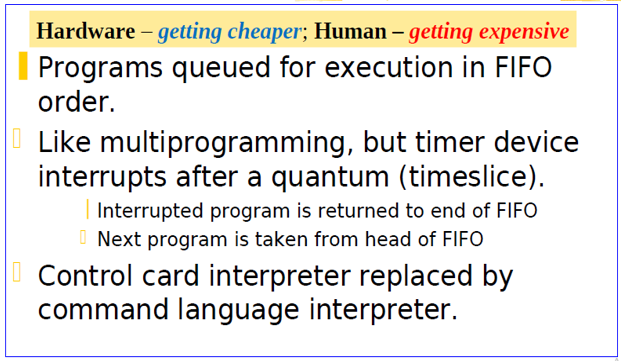 Hardware – getting cheaper; Human – getting expensive
Programs queued for execution in FIFO
order.
Like multiprogramming, but timer device
interrupts after a quantum (timeslice).
Interrupted program is returned to end of FIFO
Next program is taken from head of FIFO
Control card interpreter replaced by
command language interpreter.